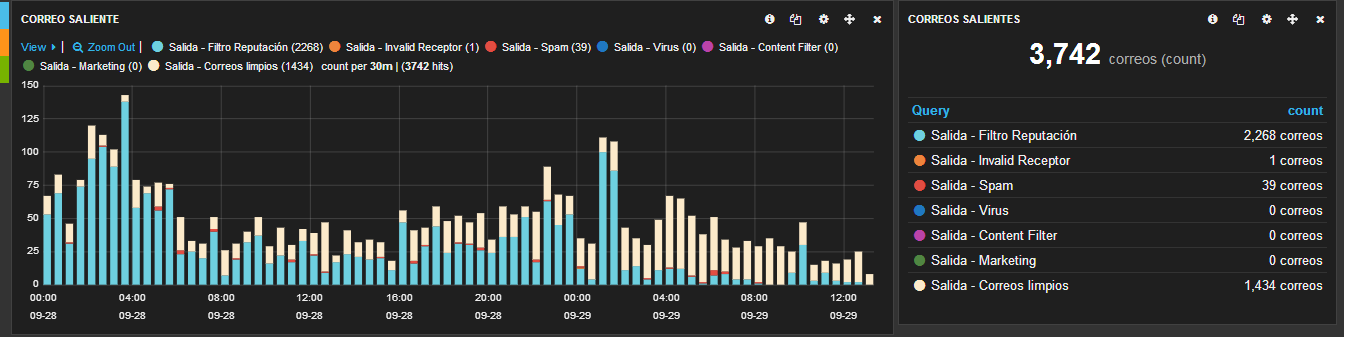 CORREO SALIENTE
View | Zoom Out | Salida - Filtro Reputación (2268) Salida - Invalid Receptor (1) Salida - Spam (39) Salida - Virus (0) Salida - Content Filter (0)
Salida - Marketing (0) Salida - Correos limpios (1434) count per 30m | (3742 hits)
150
125
100
75
50
25
0
00:00 04:00 08:00 12:00 16:00 20:00 00:00 04:00 08:00 12:00
09-28 09-28 09-28 09-28 09-28 09-28 09-29 09-29 09-29 09-29
CORREOS SALIENTES
3,742 correos (count)
Query count
Salida - Filtro Reputación 2,268 correos
Salida - Invalid Receptor 1 correos
Salida - Spam 39 correos
Salida - Virus 0 correos
Salida - Content Filter 0 correos
Salida - Marketing 0 correos
Salida - Correos limpios 1,434 correos